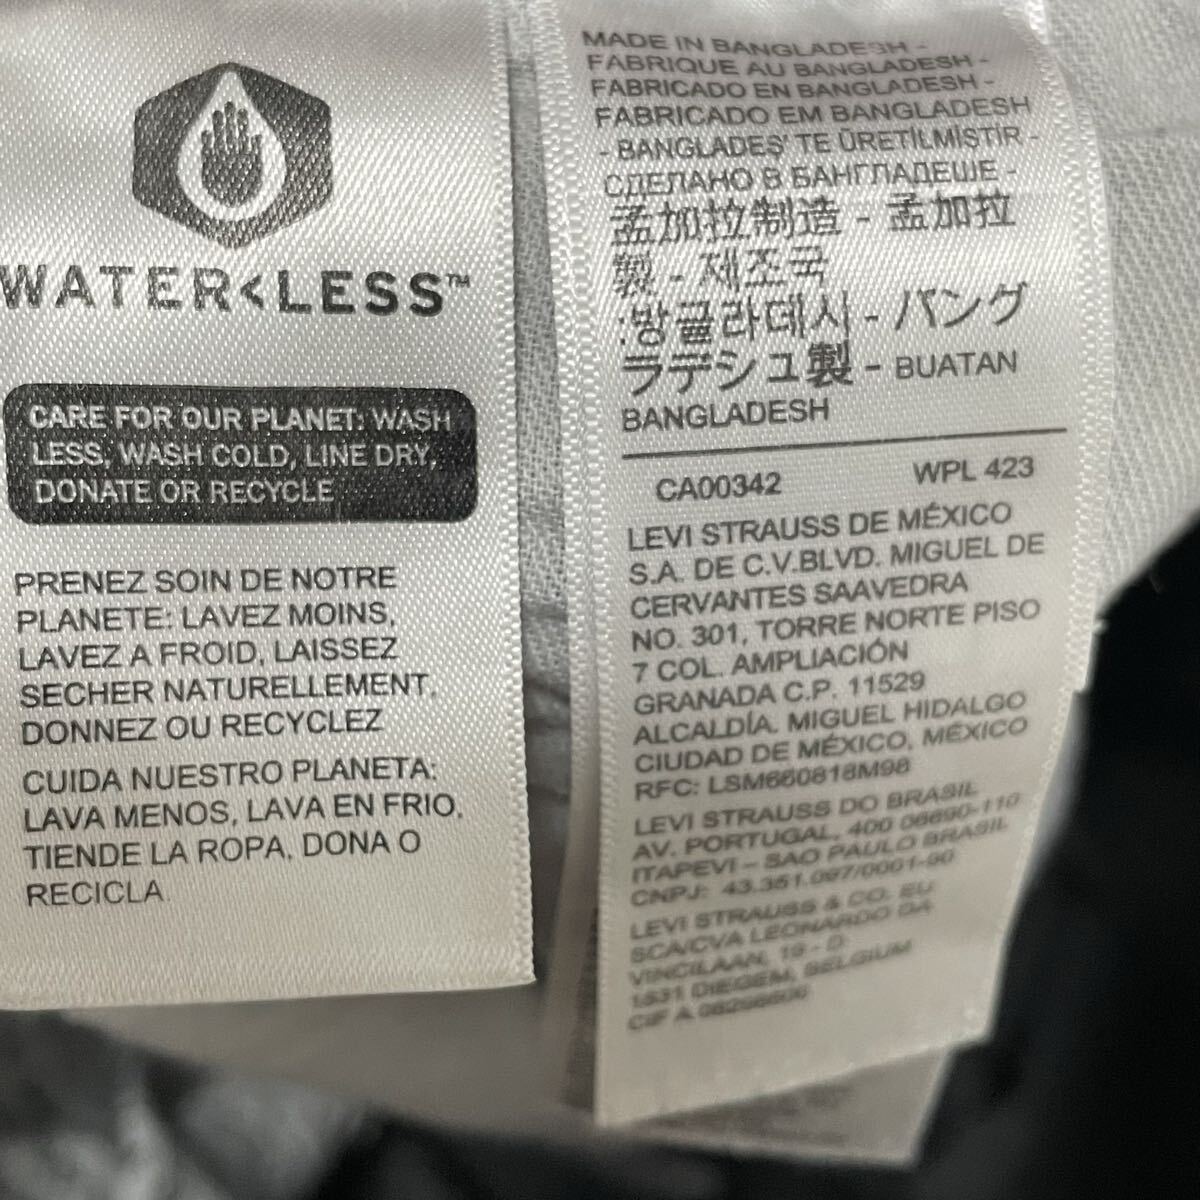 WATER<LESS™
CARE FOR OUR PLANET: WASH
LESS, WASH COLD, LINE DRY,
DONATE OR RECYCLE
PRENEZ SOIN DE NOTRE
PLANETE: LAVEZ MOINS,
LAVEZ A FROID, LAISSEZ
SECHER NATURELLEMENT,
DONNEZ OU RECYCLEZ
CUIDA NUESTRO PLANETA:
LAVA MENOS, LAVA EN FRIO,
TIENDE LA ROPA, DONA O
RECICLA
MADE IN BANGLADESH -
FABRIQUE AU BANGLADESH -
FABRICADO EN BANGLADESH -
FABRICADO EM BANGLADESH
- BANGLADEŞ' TE ÜRETİLMİSTİR -
СДЕЛАНО В БАНГЛАДЕШЕ -
孟加拉制造 - 孟加拉
製 - 제조국
:방글라데시 - バング
ラデシュ製 - BUATAN
BANGLADESH
CA00342 WPL 423
LEVI STRAUSS DE MÉXICO
S.A. DE C.V.BLVD. MIGUEL DE
CERVANTES SAAVEDRA
NO. 301, TORRE NORTE PISO
7 COL. AMPLIACIÓN
GRANADA C.P. 11529
ALCALDÍA. MIGUEL HIDALGO
CIUDAD DE MÉXICO, MÉXICO
RFC: LSM660818M98
LEVI STRAUSS DO BRASIL
AV. PORTUGAL, 400 06690-110
ITAPEVI – SAO PAULO BRASIL
CNPJ: 43.351.097/0001-90
LEVI STRAUSS & CO. EU
SCA/CVA LEONARDO DA
VINCILAAN, 19 - D
1831 DIEGEM, BELGIUM
CIF A